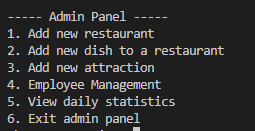 ----- Admin Panel -----
1. Add new restaurant
2. Add new dish to a restaurant
3. Add new attraction
4. Employee Management
5. View daily statistics
6. Exit admin panel